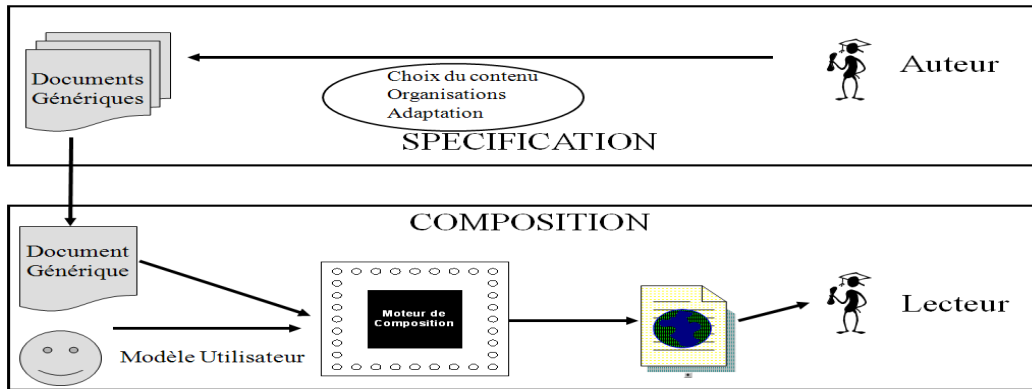 Documents
Génériques
Choix du contenu
Organisations
Adaptation
Auteur
SPECIFICATION
COMPOSITION
Document
Générique
Moteur de
Composition
Modèle Utilisateur
Lecteur